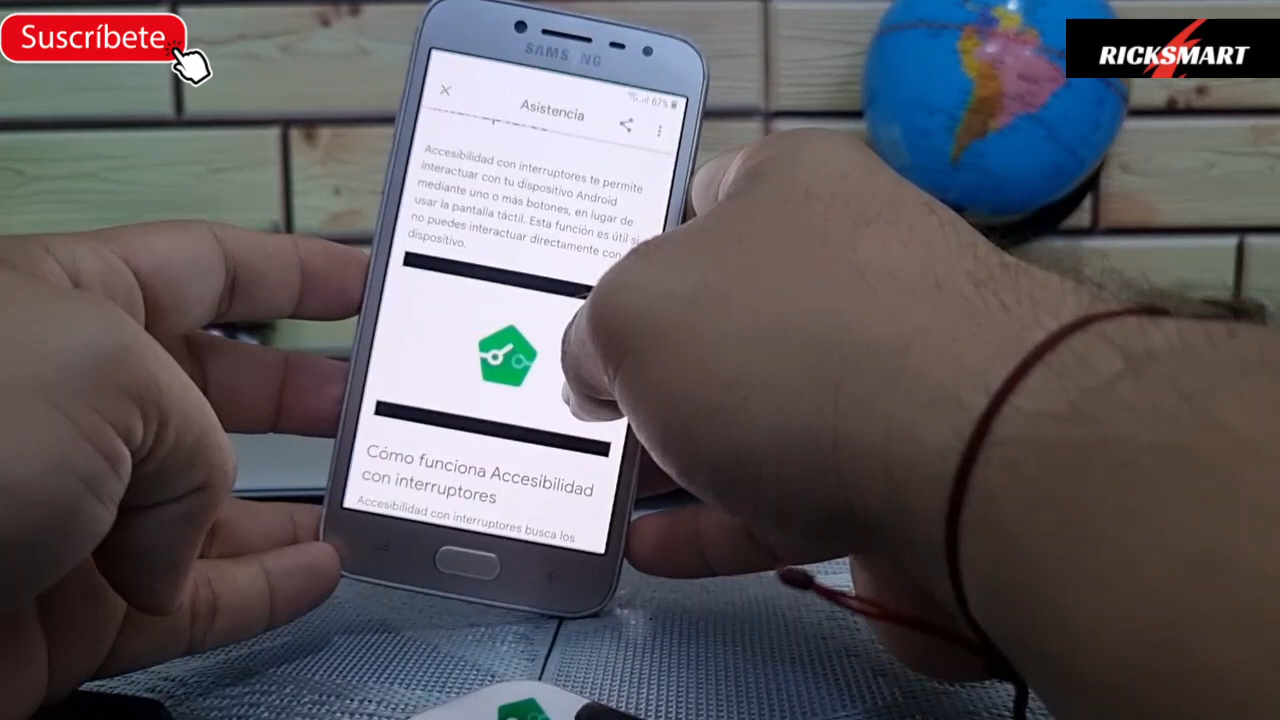 Suscríbete
RICKSMART
SAMSUNG
67%
Asistencia
Accesibilidad con interruptores te permite
interactuar con tu dispositivo Android
mediante uno o más botones, en lugar de
usar la pantalla táctil. Esta función es útil si
no puedes interactuar directamente con
dispositivo.
Cómo funciona Accesibilidad
con interruptores
Accesibilidad con interruptores busca los